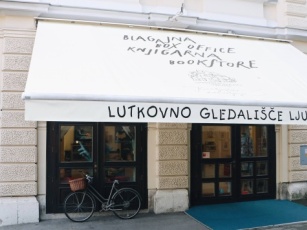 BLAGAJNA
BOX OFFICE
KNJIGARNA
BOOKSTORE
LUTKOVNO GLEDALIŠČE LJU